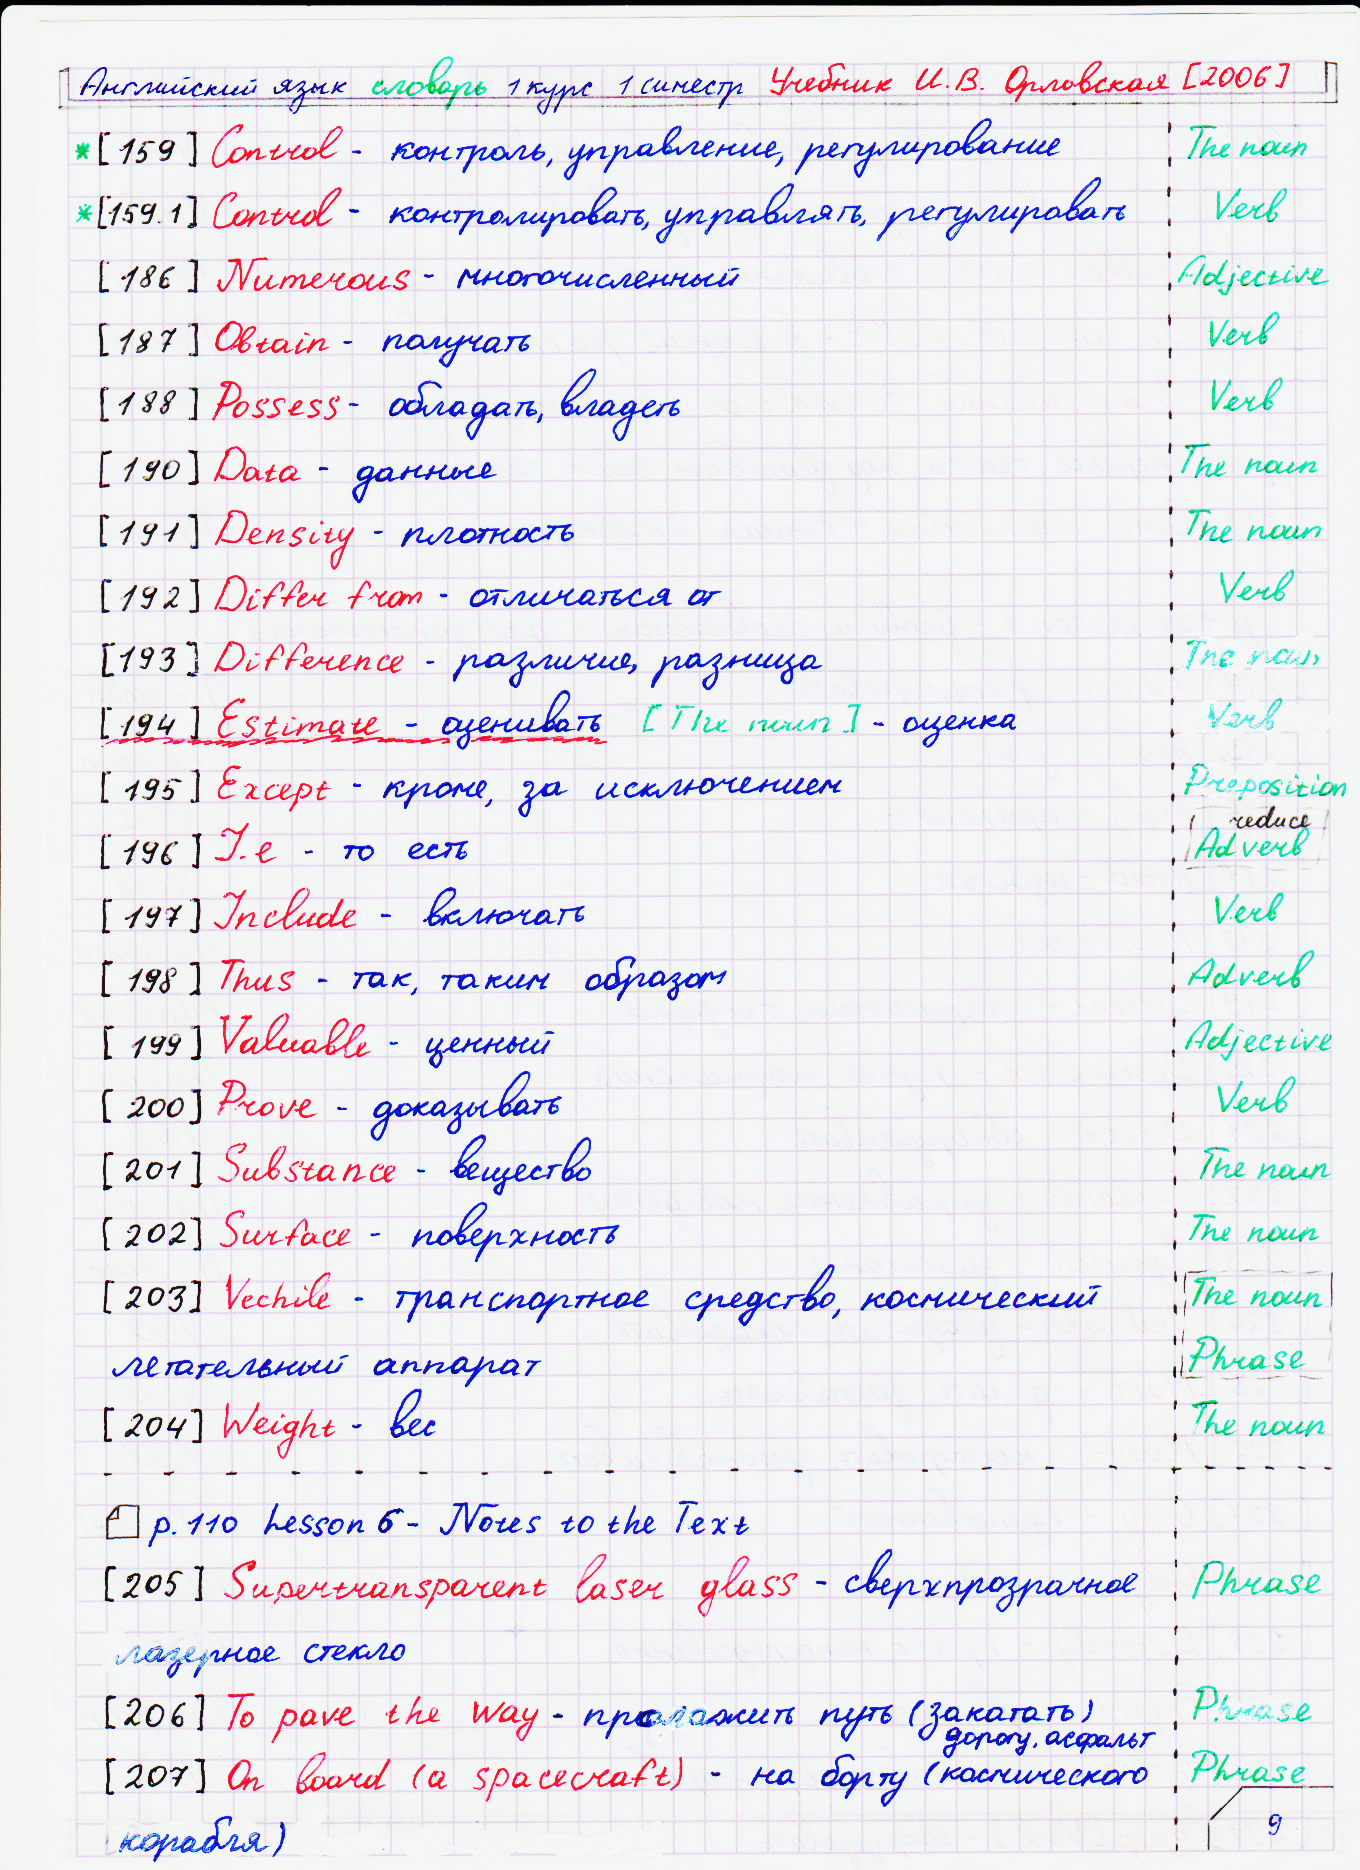 Английский язык словарь 1 курс 1 симестр Учебник И.В. Орловская [2006]
*[159] Control - контроль, управление, регулирование The noun
*[159.1] Control - контролировать, управлять, регулировать Verb
[186] Numerous - многочисленный Adjective
[187] Obtain - получать Verb
[188] Possess - обладать, владеть Verb
[190] Data - данные The noun
[191] Density - плотность The noun
[192] Differ from - отличаться от Verb
[193] Difference - различие, разница The noun
[194] Estimate - оценивать [The noun] - оценка Verb
[195] Except - кроме, за исключением Preposition
reduce
[196] I.e - то есть Adverb
[197] Include - включать Verb
[198] Thus - так, таким образом Adverb
[199] Valuable - ценный Adjective
[200] Prove - доказывать Verb
[201] Substance - вещество The noun
[202] Surface - поверхность The noun
[203] Vechile - транспортное средство, космический The noun
летательный аппарат Phrase
[204] Weight - вес The noun
p.110 Lesson 6 - Notes to the Text
[205] Supertransparent laser glass - сверхпрозрачное Phrase
лазерное стекло
[206] To pave the way - проложить путь (закатать) Phrase
дорогу, асфальт
[207] On board (a spacecraft) - на борту (космического Phrase
корабля)
9